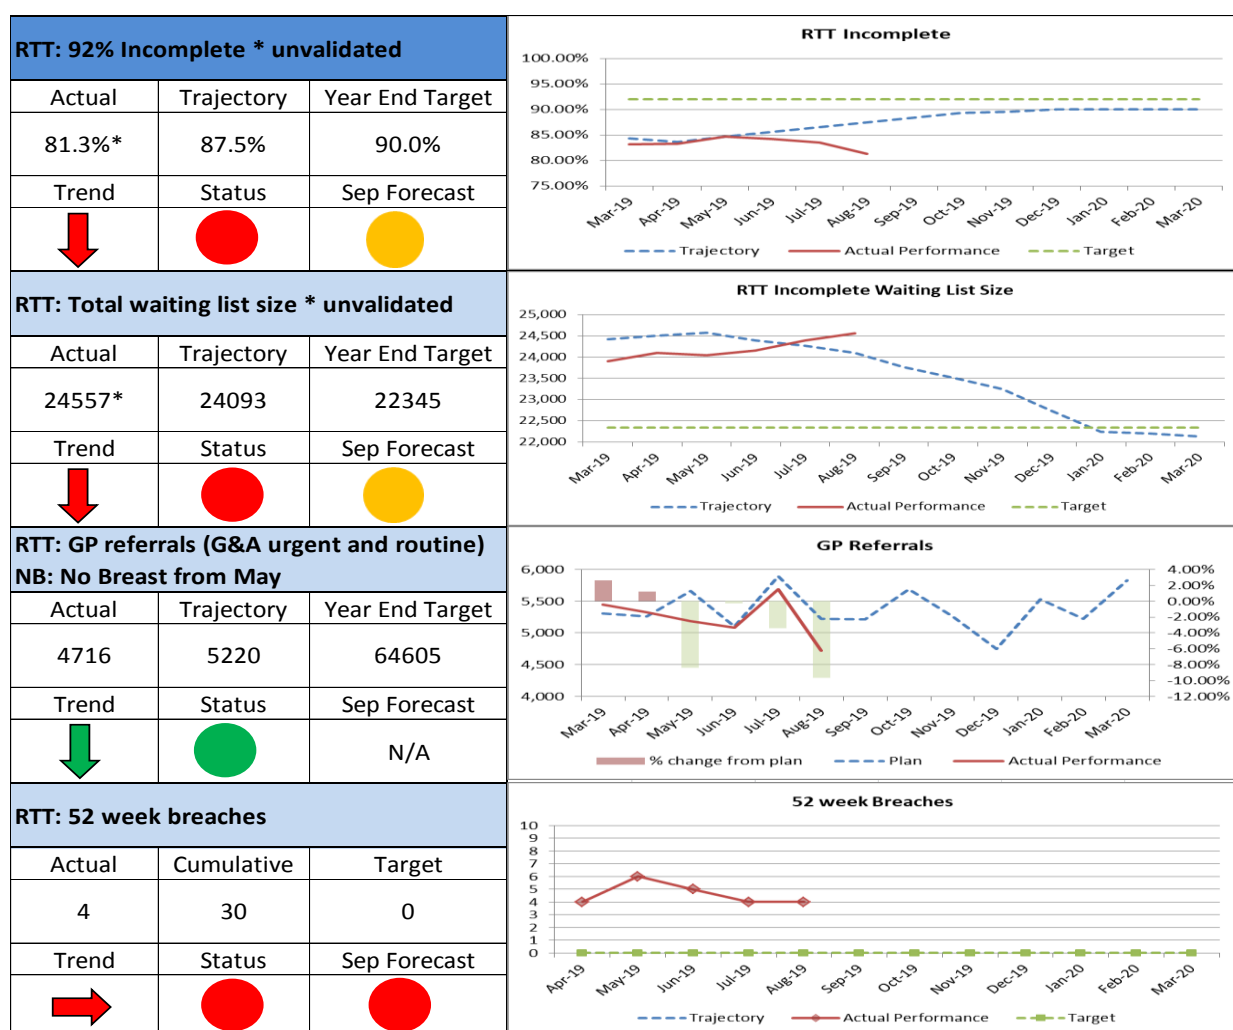 RTT: 92% Incomplete * unvalidated
Actual Trajectory Year End Target
81.3%* 87.5% 90.0%
Trend Status Sep Forecast
RTT Incomplete
100.00%
95.00%
90.00%
85.00%
80.00%
75.00%
Mar-19 Apr-19 May-19 Jun-19 Jul-19 Aug-19 Sep-19 Oct-19 Nov-19 Dec-19 Jan-20 Feb-20 Mar-20
Trajectory Actual Performance Target
RTT: Total waiting list size * unvalidated
Actual Trajectory Year End Target
24557* 24093 22345
Trend Status Sep Forecast
RTT Incomplete Waiting List Size
25,000
24,500
24,000
23,500
23,000
22,500
22,000
Mar-19 Apr-19 May-19 Jun-19 Jul-19 Aug-19 Sep-19 Oct-19 Nov-19 Dec-19 Jan-20 Feb-20 Mar-20
Trajectory Actual Performance Target
RTT: GP referrals (G&A urgent and routine)
NB: No Breast from May
Actual Trajectory Year End Target
4716 5220 64605
Trend Status Sep Forecast
N/A
GP Referrals
6,000
5,500
5,000
4,500
4,000
4.00%
2.00%
0.00%
-2.00%
-4.00%
-6.00%
-8.00%
-10.00%
-12.00%
Mar-19 Apr-19 May-19 Jun-19 Jul-19 Aug-19 Sep-19 Oct-19 Nov-19 Dec-19 Jan-20 Feb-20 Mar-20
% change from plan Plan Actual Performance
RTT: 52 week breaches
Actual Cumulative Target
4 30 0
Trend Status Sep Forecast
52 week Breaches
10
9
8
7
6
5
4
3
2
1
0
Apr-19 May-19 Jun-19 Jul-19 Aug-19 Sep-19 Oct-19 Nov-19 Dec-19 Jan-20 Feb-20 Mar-20
Trajectory Actual Performance Target